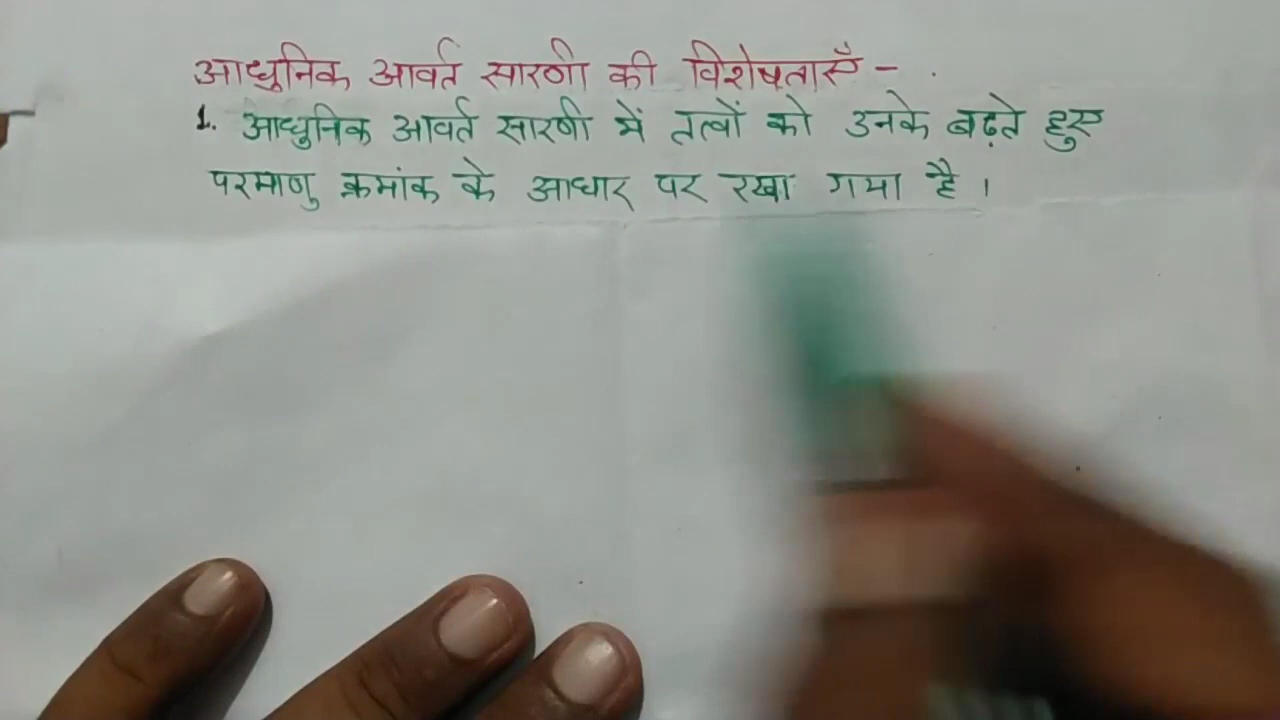 आधुनिक आवर्त सारणी की विशेषताएँ -
1. आधुनिक आवर्त सारणी में तत्वों को उनके बढ़ते हुए
परमाणु क्रमांक के आधार पर रखा गया है।